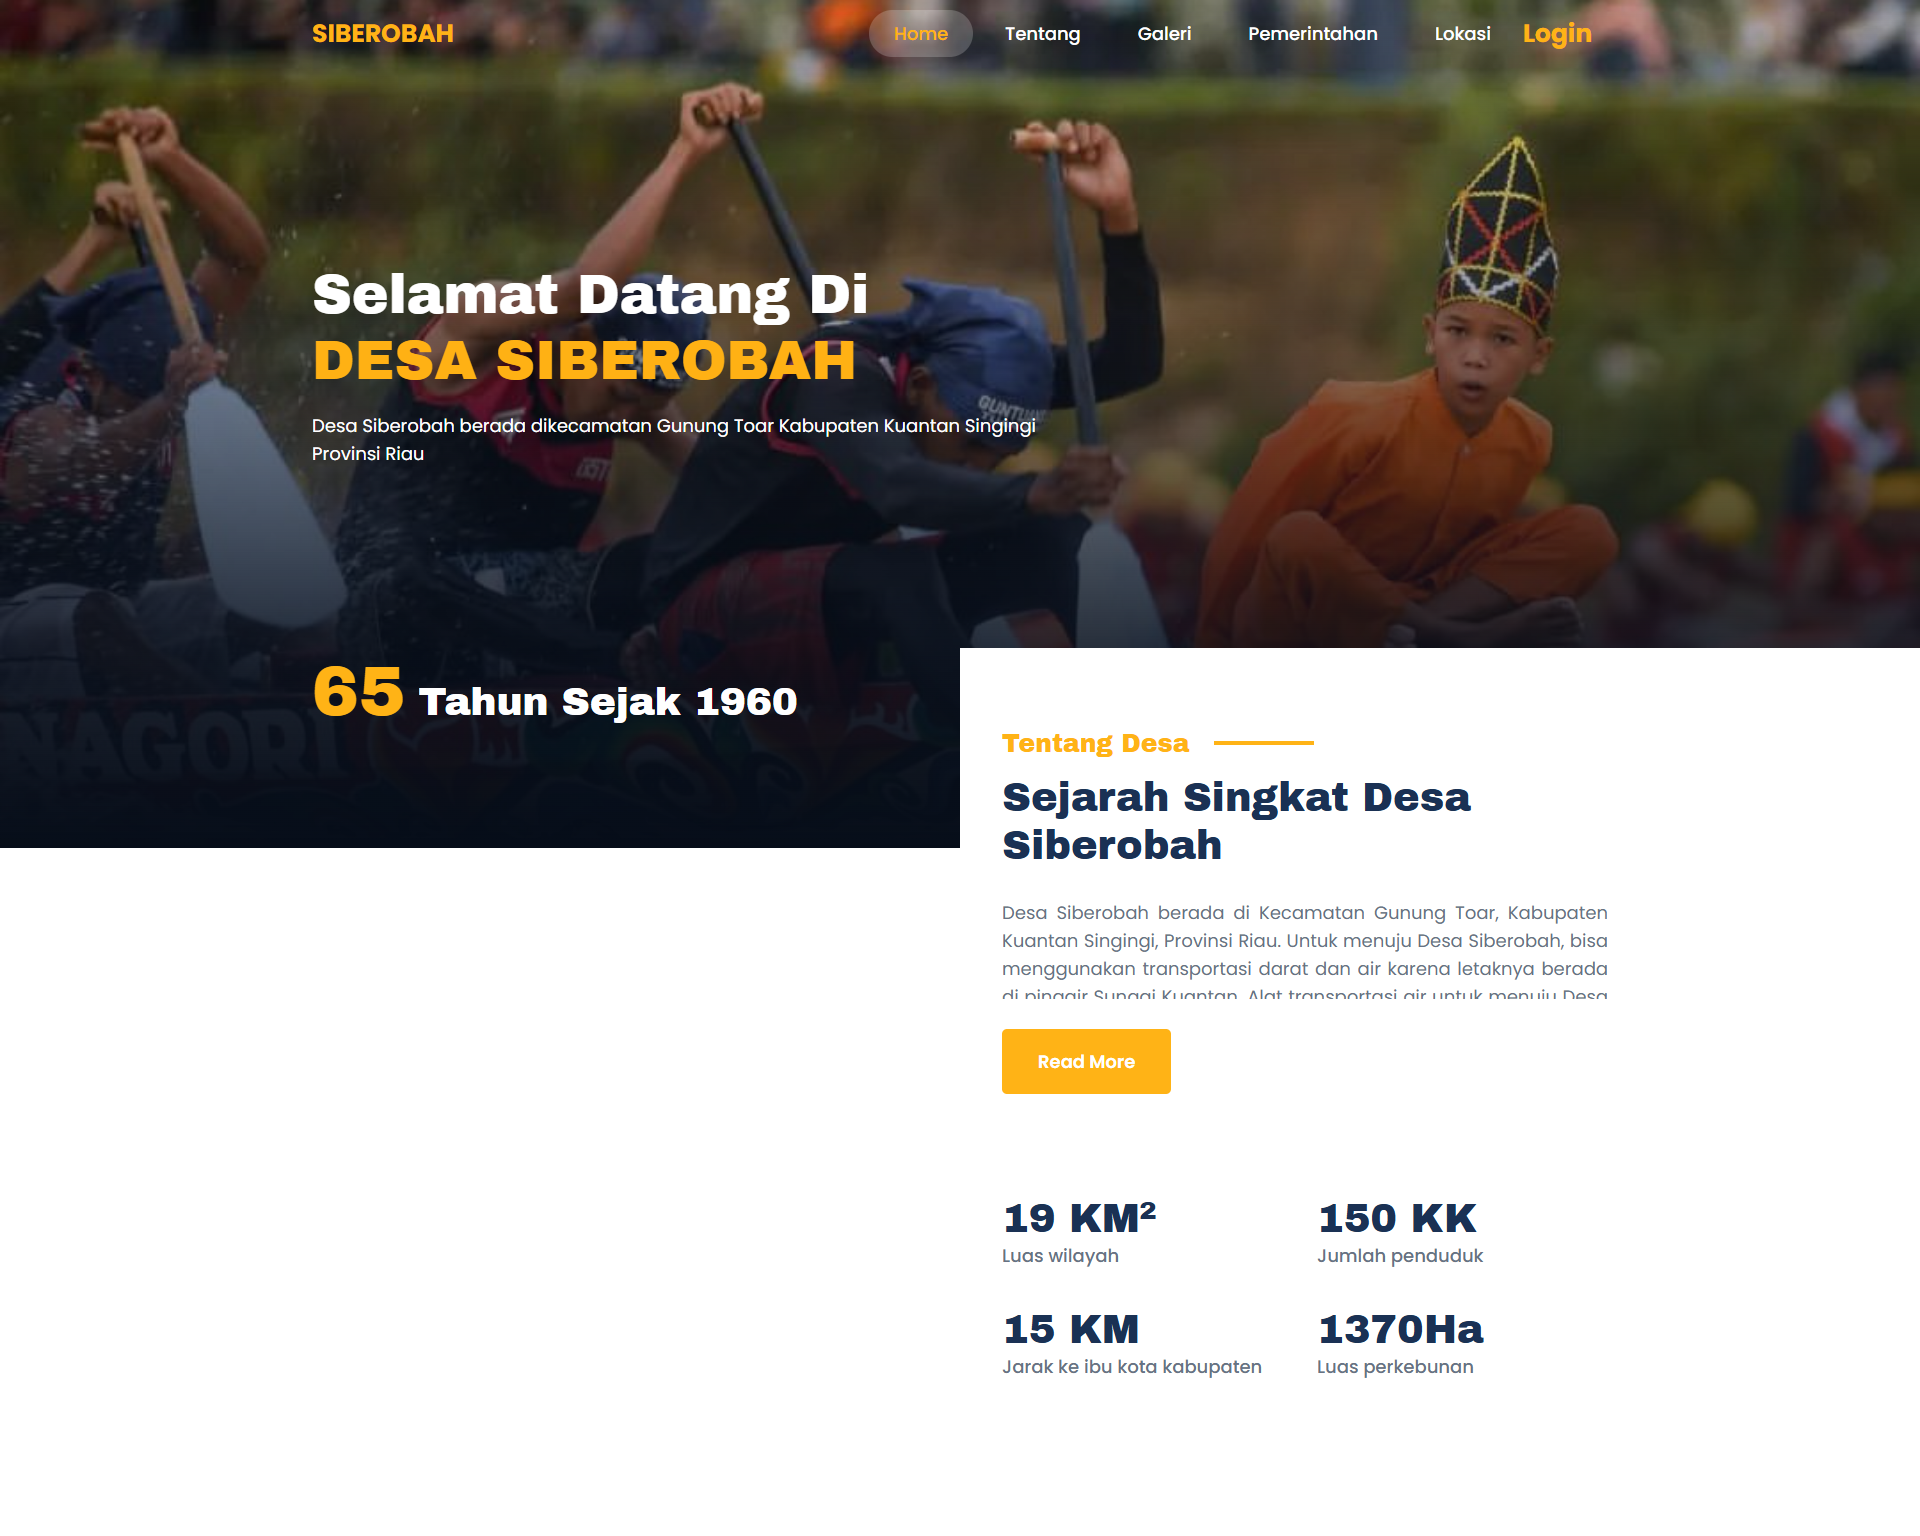 SIBEROBAH
Home
Tentang
Galeri
Pemerintahan
Lokasi
Login
Selamat Datang Di
DESA SIBEROBAH
Desa Siberobah berada dikecamatan Gunung Toar Kabupaten Kuantan Singingi
Provinsi Riau
65 Tahun Sejak 1960
NAGORI
Tentang Desa
Sejarah Singkat Desa
Siberobah
Desa Siberobah berada di Kecamatan Gunung Toar, Kabupaten
Kuantan Singingi, Provinsi Riau. Untuk menuju Desa Siberobah, bisa
menggunakan transportasi darat dan air karena letaknya berada
di pinggir Sungai Kuantan. Alat transportasi air untuk menuju Desa
Read More
19 KM²
Luas wilayah
150 KK
Jumlah penduduk
15 KM
Jarak ke ibu kota kabupaten
1370Ha
Luas perkebunan